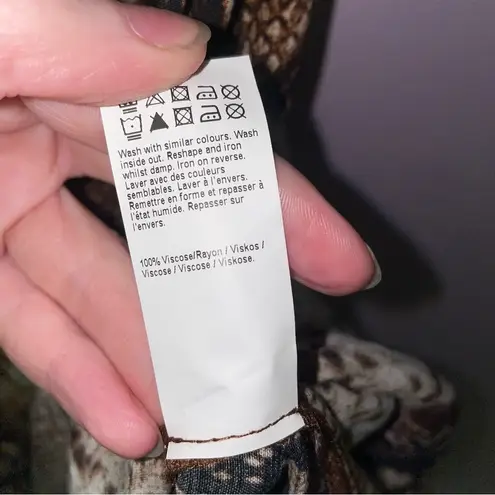 Wash with similar colours. Wash
inside out. Reshape and iron
whilst damp. Iron on reverse.
Laver avec des couleurs
semblables. Laver à l'envers.
Remettre en forme et repasser à
l'état humide. Repasser sur
l'envers.
100% Viscose/Rayon / Viskos /
Viscose / Viscose / Viskose.